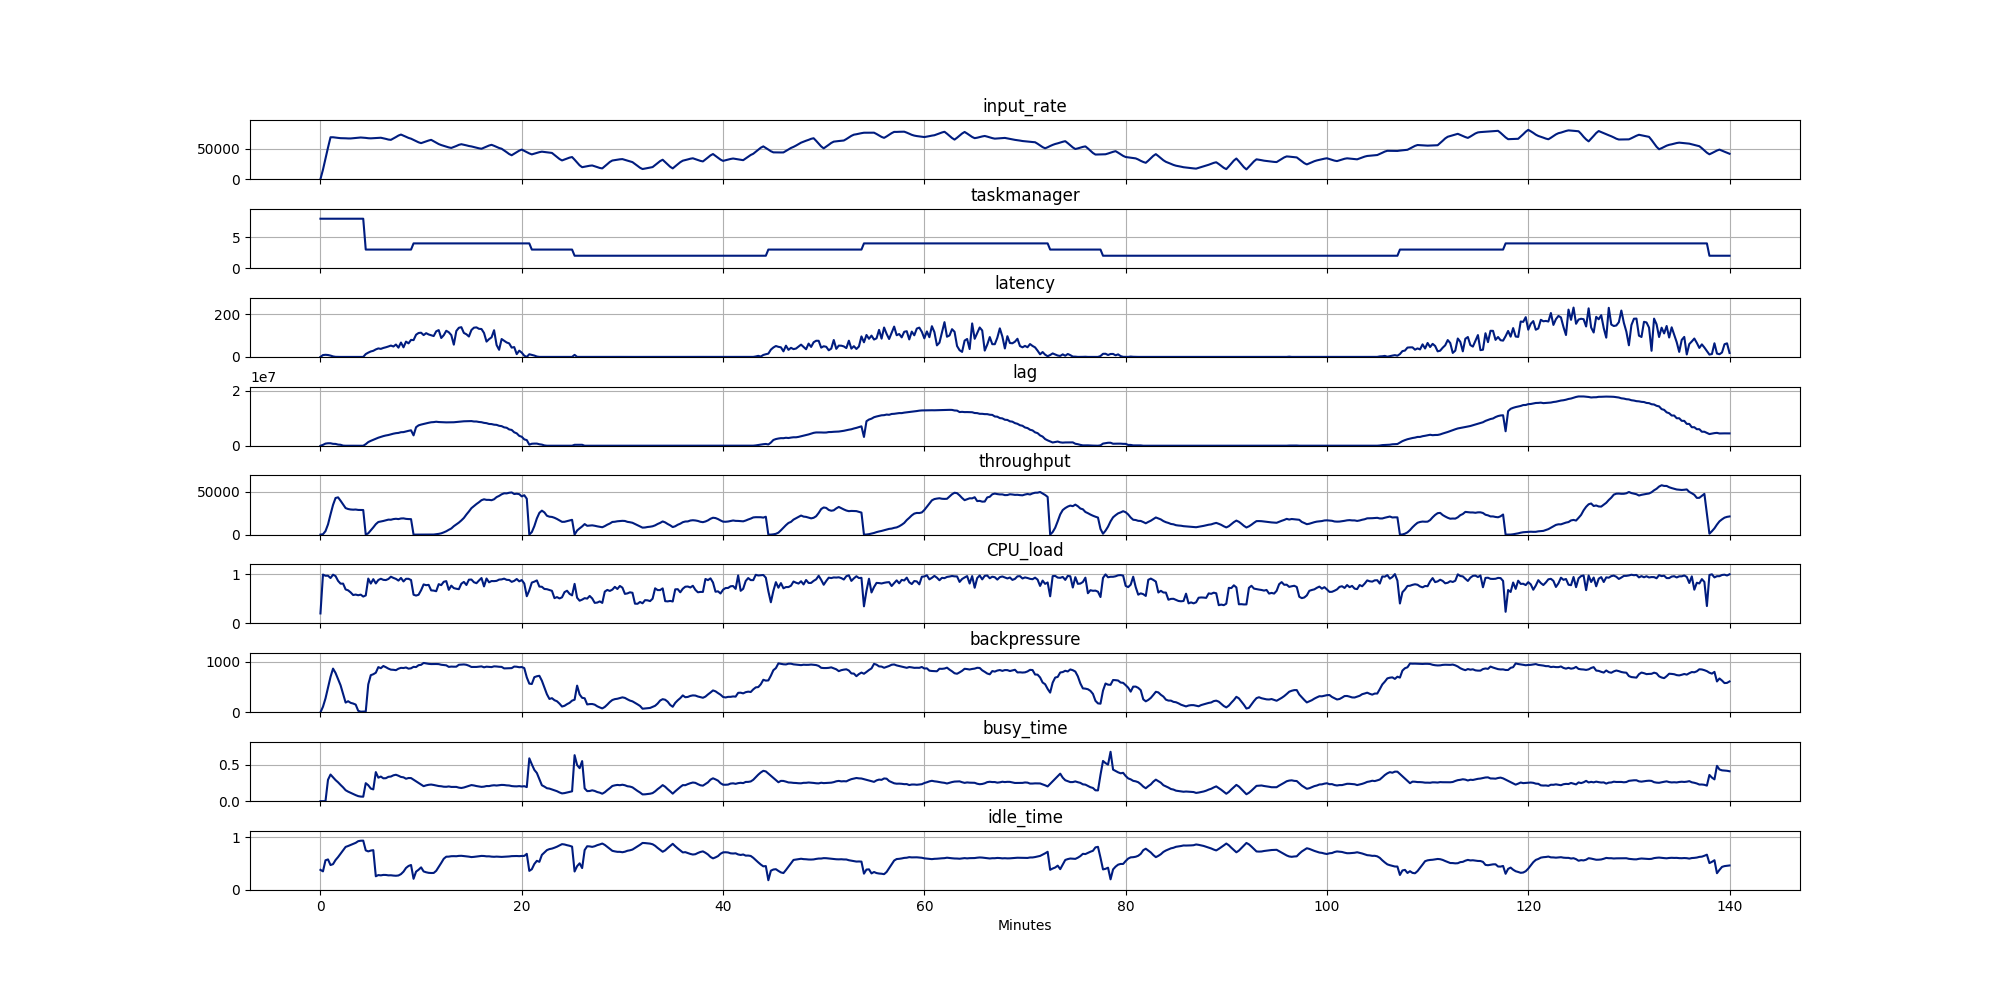 input_rate
50000
0
taskmanager
5
0
latency
200
0
1e7
lag
2
0
throughput
50000
0
CPU_load
1
0
backpressure
1000
0
busy_time
0.5
0.0
idle_time
1
0
0 20 40 60 80 100 120 140
Minutes